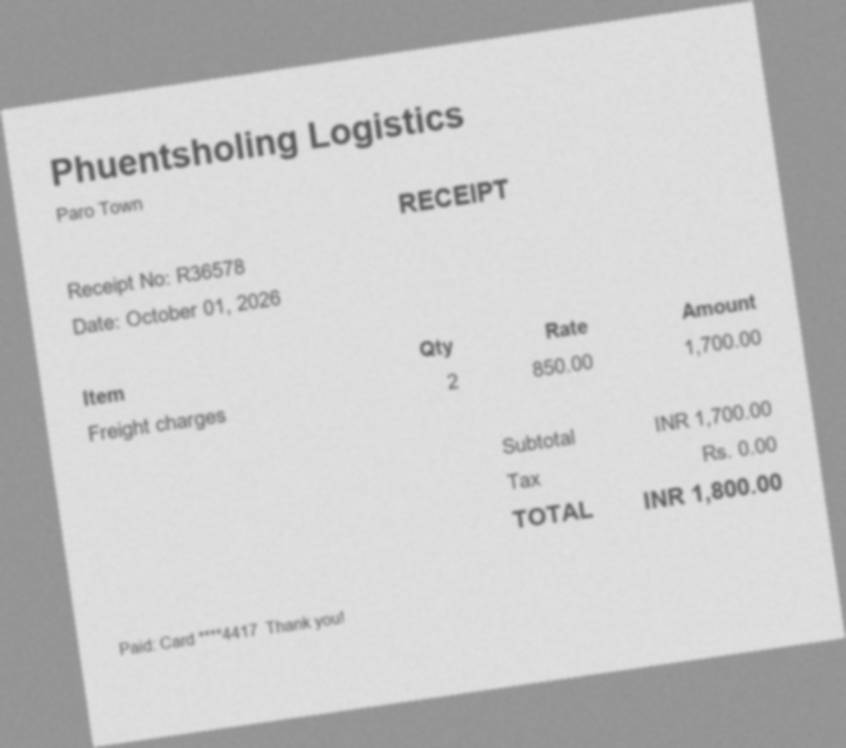 Phuentsholing Logistics
Paro Town
RECEIPT
Receipt No: R36578
Date: October 01, 2026
Item Qty Rate Amount
Freight charges 2 850.00 1,700.00
Subtotal INR 1,700.00
Tax Rs. 0.00
TOTAL INR 1,800.00
Paid: Card ****4417 Thank you!